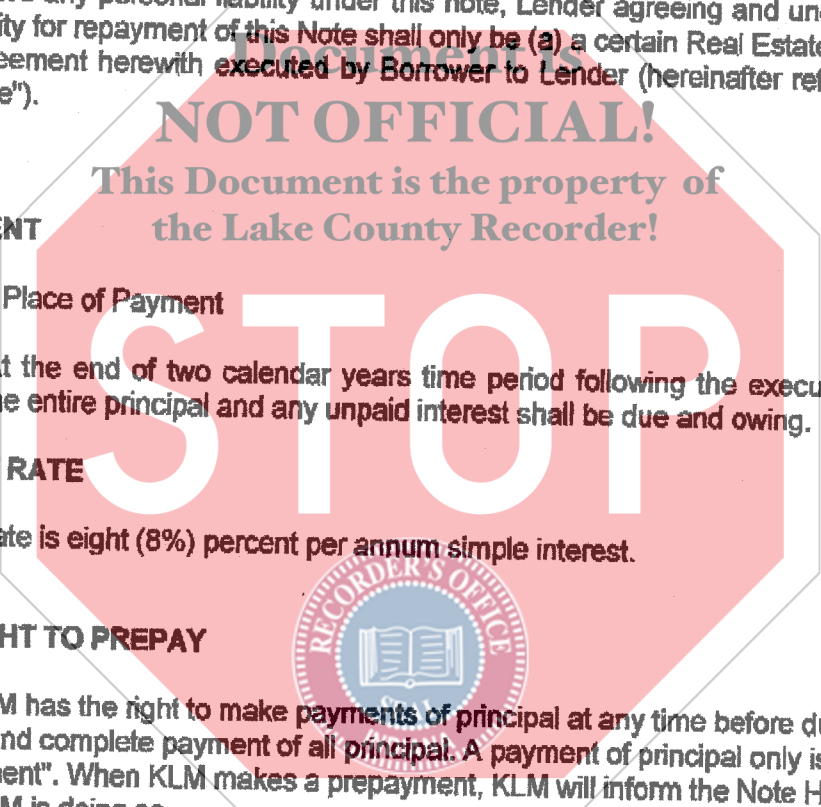 any personal liability under this note, Lender agreeing and un
ity for repayment of this Note shall only be (a) a certain Real Estate
eement herewith executed by Borrower to Lender (hereinafter ref
e").
Document is
NOT OFFICIAL!
This Document is the property of
the Lake County Recorder!
ENT
Place of Payment
t the end of two calendar years time period following the execu
e entire principal and any unpaid interest shall be due and owing.
STOP
RATE
ate is eight (8%) percent per annum simple interest.
RECORDER'S OFFICE
SEAL
INDIANA
HT TO PREPAY
M has the right to make payments of principal at any time before du
nd complete payment of all principal. A payment of principal only is
ent". When KLM makes a prepayment, KLM will inform the Note H
M is doing so